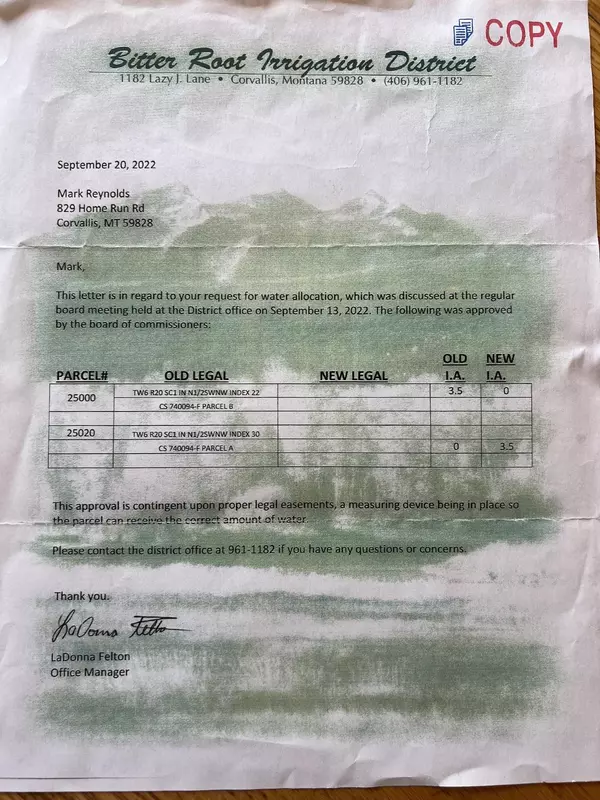 COPY
Bitter Root Irrigation District
1182 Lazy J. Lane • Corvallis, Montana 59828 • (406) 961-1182
September 20, 2022
Mark Reynolds
829 Home Run Rd
Corvallis, MT 59828
Mark,
This letter is in regard to your request for water allocation, which was discussed at the regular
board meeting held at the District office on September 13, 2022. The following was approved
by the board of commissioners:
OLD NEW
PARCEL# OLD LEGAL NEW LEGAL I.A. I.A.
25000 TW6 R20 SC1 IN N1/2SWNW INDEX 22 3.5 0
CS 740094-F PARCEL B
25020 TW6 R20 SC1 IN N1/2SWNW INDEX 30
CS 740094-F PARCEL A 0 3.5
This approval is contingent upon proper legal easements, a measuring device being in place so
the parcel can receive the correct amount of water.
Please contact the district office at 961-1182 if you have any questions or concerns.
Thank you.
LaDonna Felton
LaDonna Felton
Office Manager